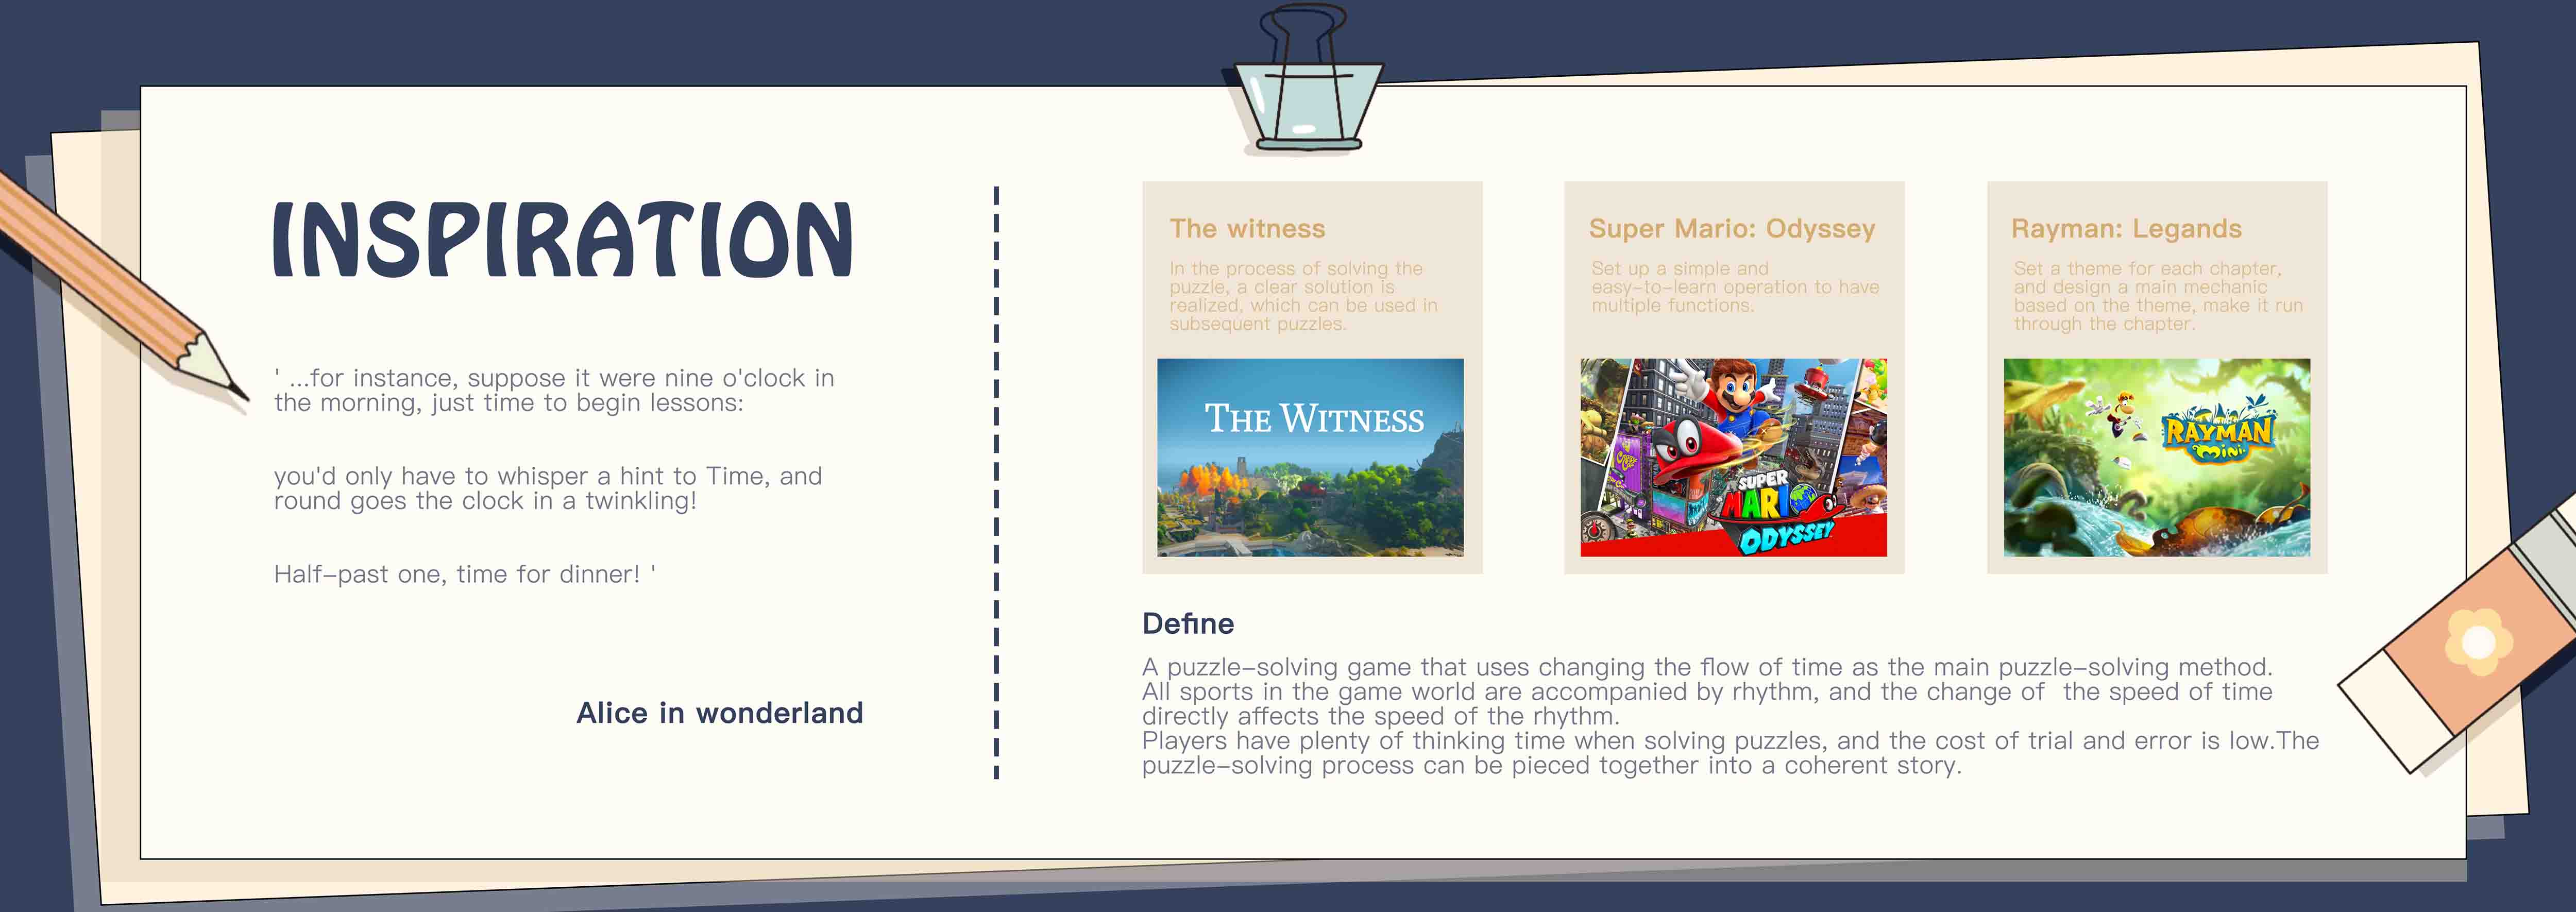 INSPIRATION
' ...for instance, suppose it were nine o'clock in
the morning, just time to begin lessons:
you'd only have to whisper a hint to Time, and
round goes the clock in a twinkling!
Half-past one, time for dinner! '
Alice in wonderland
The witness
In the process of solving the
puzzle, a clear solution is
realized, which can be used in
subsequent puzzles.
THE WITNESS
Super Mario: Odyssey
Set up a simple and
easy-to-learn operation to have
multiple functions.
SUPER
MARIO
ODYSSEY
Rayman: Legands
Set a theme for each chapter,
and design a main mechanic
based on the theme, make it run
through the chapter.
RAYMAN
Mini
Define
A puzzle-solving game that uses changing the flow of time as the main puzzle-solving method.
All sports in the game world are accompanied by rhythm, and the change of  the speed of time
directly affects the speed of the rhythm.
Players have plenty of thinking time when solving puzzles, and the cost of trial and error is low.The
puzzle-solving process can be pieced together into a coherent story.